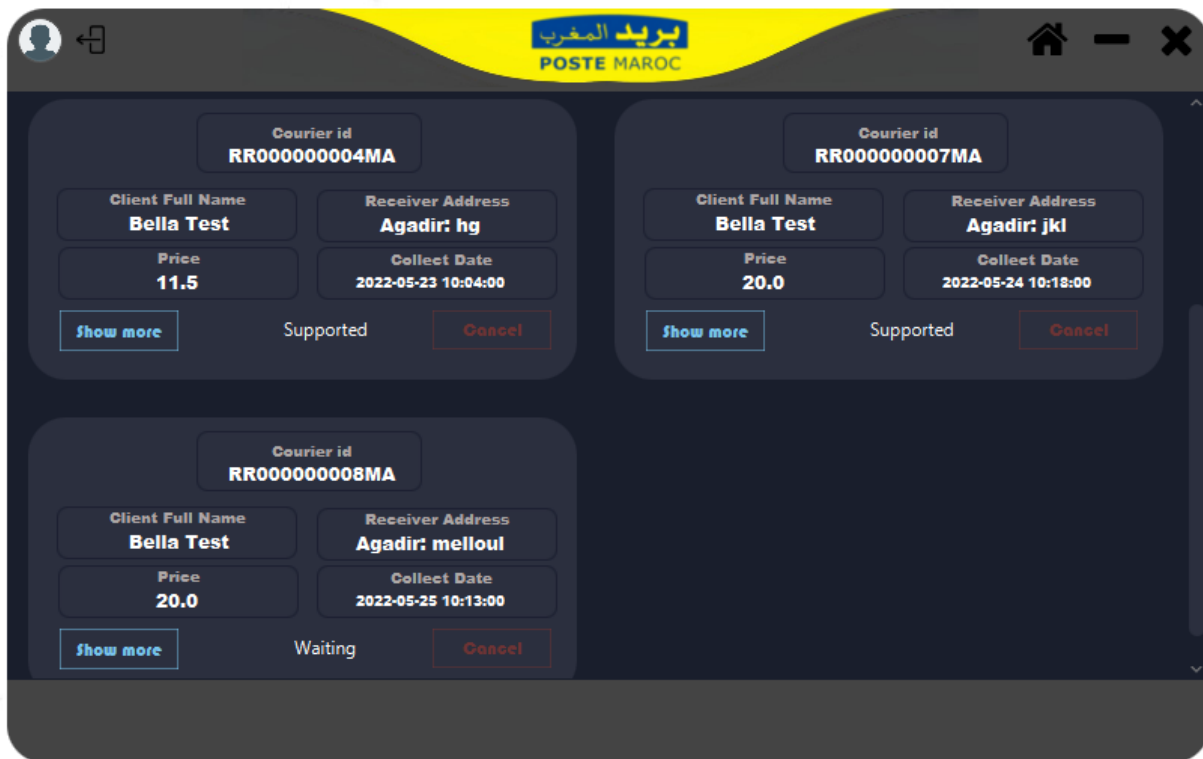 بريد المغرب
POSTE MAROC
Courier id
RR000000004MA
Client Full Name
Bella Test
Receiver Address
Agadir: hg
Price
11.5
Collect Date
2022-05-23 10:04:00
Show more
Supported
Cancel
Courier id
RR000000007MA
Client Full Name
Bella Test
Receiver Address
Agadir: jkl
Price
20.0
Collect Date
2022-05-24 10:18:00
Show more
Supported
Cancel
Courier id
RR000000008MA
Client Full Name
Bella Test
Receiver Address
Agadir: melloul
Price
20.0
Collect Date
2022-05-25 10:13:00
Show more
Waiting
Cancel